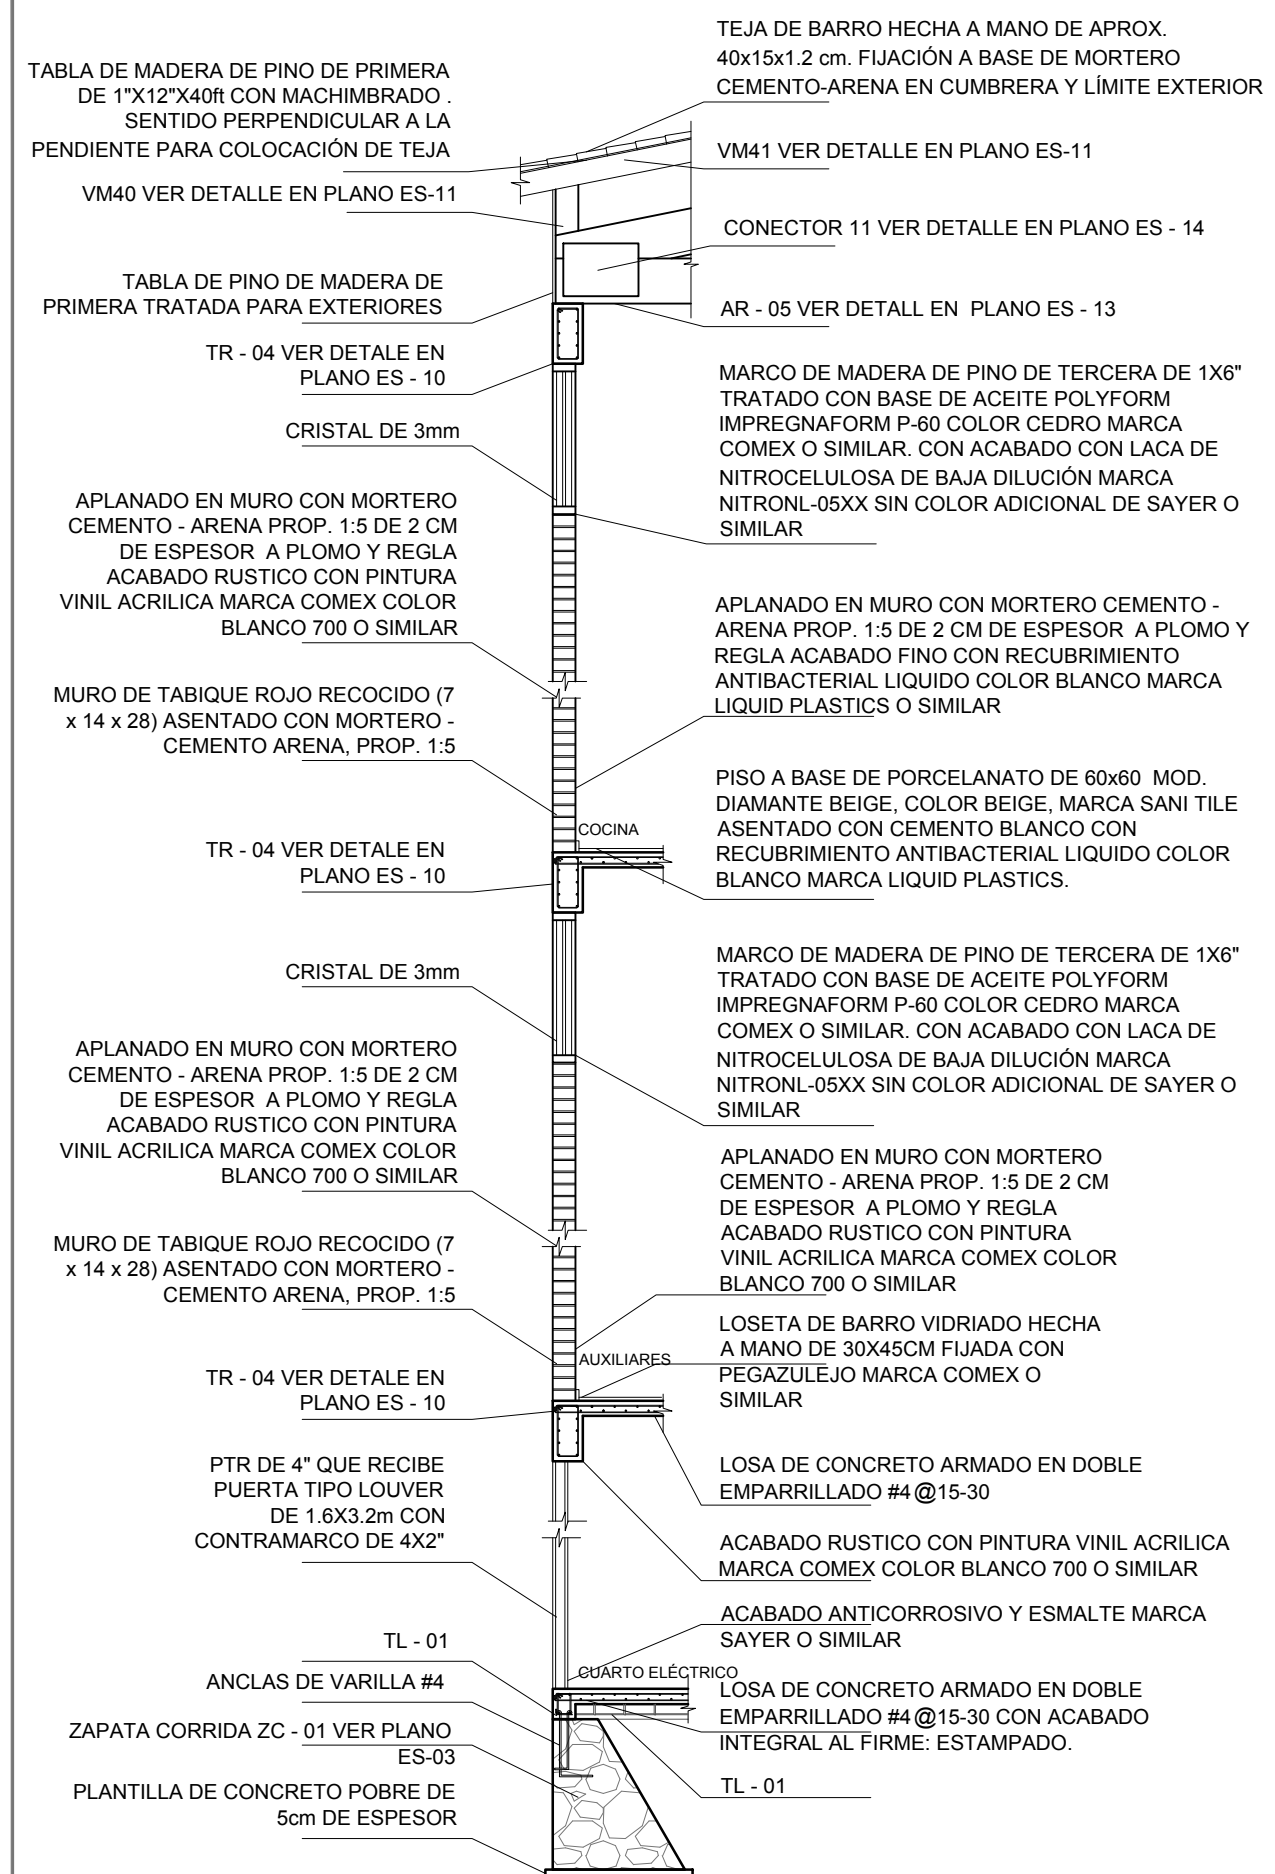 TEJA DE BARRO HECHA A MANO DE APROX.
40x15x1.2 cm. FIJACIÓN A BASE DE MORTERO
CEMENTO-ARENA EN CUMBRERA Y LÍMITE EXTERIOR
TABLA DE MADERA DE PINO DE PRIMERA
DE 1"X12"X40ft CON MACHIMBRADO .
SENTIDO PERPENDICULAR A LA
PENDIENTE PARA COLOCACIÓN DE TEJA
VM41 VER DETALLE EN PLANO ES-11
VM40 VER DETALLE EN PLANO ES-11
CONECTOR 11 VER DETALLE EN PLANO ES - 14
TABLA DE PINO DE MADERA DE
PRIMERA TRATADA PARA EXTERIORES
AR - 05 VER DETALL EN PLANO ES - 13
TR - 04 VER DETALE EN
PLANO ES - 10
MARCO DE MADERA DE PINO DE TERCERA DE 1X6"
TRATADO CON BASE DE ACEITE POLYFORM
IMPREGNAFORM P-60 COLOR CEDRO MARCA
COMEX O SIMILAR. CON ACABADO CON LACA DE
NITROCELULOSA DE BAJA DILUCIÓN MARCA
NITRONL-05XX SIN COLOR ADICIONAL DE SAYER O
SIMILAR
CRISTAL DE 3mm
APLANADO EN MURO CON MORTERO
CEMENTO - ARENA PROP. 1:5 DE 2 CM
DE ESPESOR A PLOMO Y REGLA
ACABADO RUSTICO CON PINTURA
VINIL ACRILICA MARCA COMEX COLOR
BLANCO 700 O SIMILAR
APLANADO EN MURO CON MORTERO CEMENTO -
ARENA PROP. 1:5 DE 2 CM DE ESPESOR A PLOMO Y
REGLA ACABADO FINO CON RECUBRIMIENTO
ANTIBACTERIAL LIQUIDO COLOR BLANCO MARCA
LIQUID PLASTICS O SIMILAR
MURO DE TABIQUE ROJO RECOCIDO (7
x 14 x 28) ASENTADO CON MORTERO -
CEMENTO ARENA, PROP. 1:5
PISO A BASE DE PORCELANATO DE 60x60 MOD.
DIAMANTE BEIGE, COLOR BEIGE, MARCA SANI TILE
ASENTADO CON CEMENTO BLANCO CON
RECUBRIMIENTO ANTIBACTERIAL LIQUIDO COLOR
BLANCO MARCA LIQUID PLASTICS.
COCINA
TR - 04 VER DETALE EN
PLANO ES - 10
MARCO DE MADERA DE PINO DE TERCERA DE 1X6"
TRATADO CON BASE DE ACEITE POLYFORM
IMPREGNAFORM P-60 COLOR CEDRO MARCA
COMEX O SIMILAR. CON ACABADO CON LACA DE
NITROCELULOSA DE BAJA DILUCIÓN MARCA
NITRONL-05XX SIN COLOR ADICIONAL DE SAYER O
SIMILAR
CRISTAL DE 3mm
APLANADO EN MURO CON MORTERO
CEMENTO - ARENA PROP. 1:5 DE 2 CM
DE ESPESOR A PLOMO Y REGLA
ACABADO RUSTICO CON PINTURA
VINIL ACRILICA MARCA COMEX COLOR
BLANCO 700 O SIMILAR
APLANADO EN MURO CON MORTERO
CEMENTO - ARENA PROP. 1:5 DE 2 CM
DE ESPESOR A PLOMO Y REGLA
ACABADO RUSTICO CON PINTURA
VINIL ACRILICA MARCA COMEX COLOR
BLANCO 700 O SIMILAR
MURO DE TABIQUE ROJO RECOCIDO (7
x 14 x 28) ASENTADO CON MORTERO -
CEMENTO ARENA, PROP. 1:5
LOSETA DE BARRO VIDRIADO HECHA
A MANO DE 30X45CM FIJADA CON
PEGAZULEJO MARCA COMEX O
SIMILAR
AUXILIARES
TR - 04 VER DETALE EN
PLANO ES - 10
LOSA DE CONCRETO ARMADO EN DOBLE
EMPARRILLADO #4@15-30
PTR DE 4" QUE RECIBE
PUERTA TIPO LOUVER
DE 1.6X3.2m CON
CONTRAMARCO DE 4X2"
ACABADO RUSTICO CON PINTURA VINIL ACRILICA
MARCA COMEX COLOR BLANCO 700 O SIMILAR
ACABADO ANTICORROSIVO Y ESMALTE MARCA
SAYER O SIMILAR
TL - 01
CUARTO ELÉCTRICO
ANCLAS DE VARILLA #4
LOSA DE CONCRETO ARMADO EN DOBLE
EMPARRILLADO #4@15-30 CON ACABADO
INTEGRAL AL FIRME: ESTAMPADO.
ZAPATA CORRIDA ZC - 01 VER PLANO
ES-03
TL - 01
PLANTILLA DE CONCRETO POBRE DE
5cm DE ESPESOR